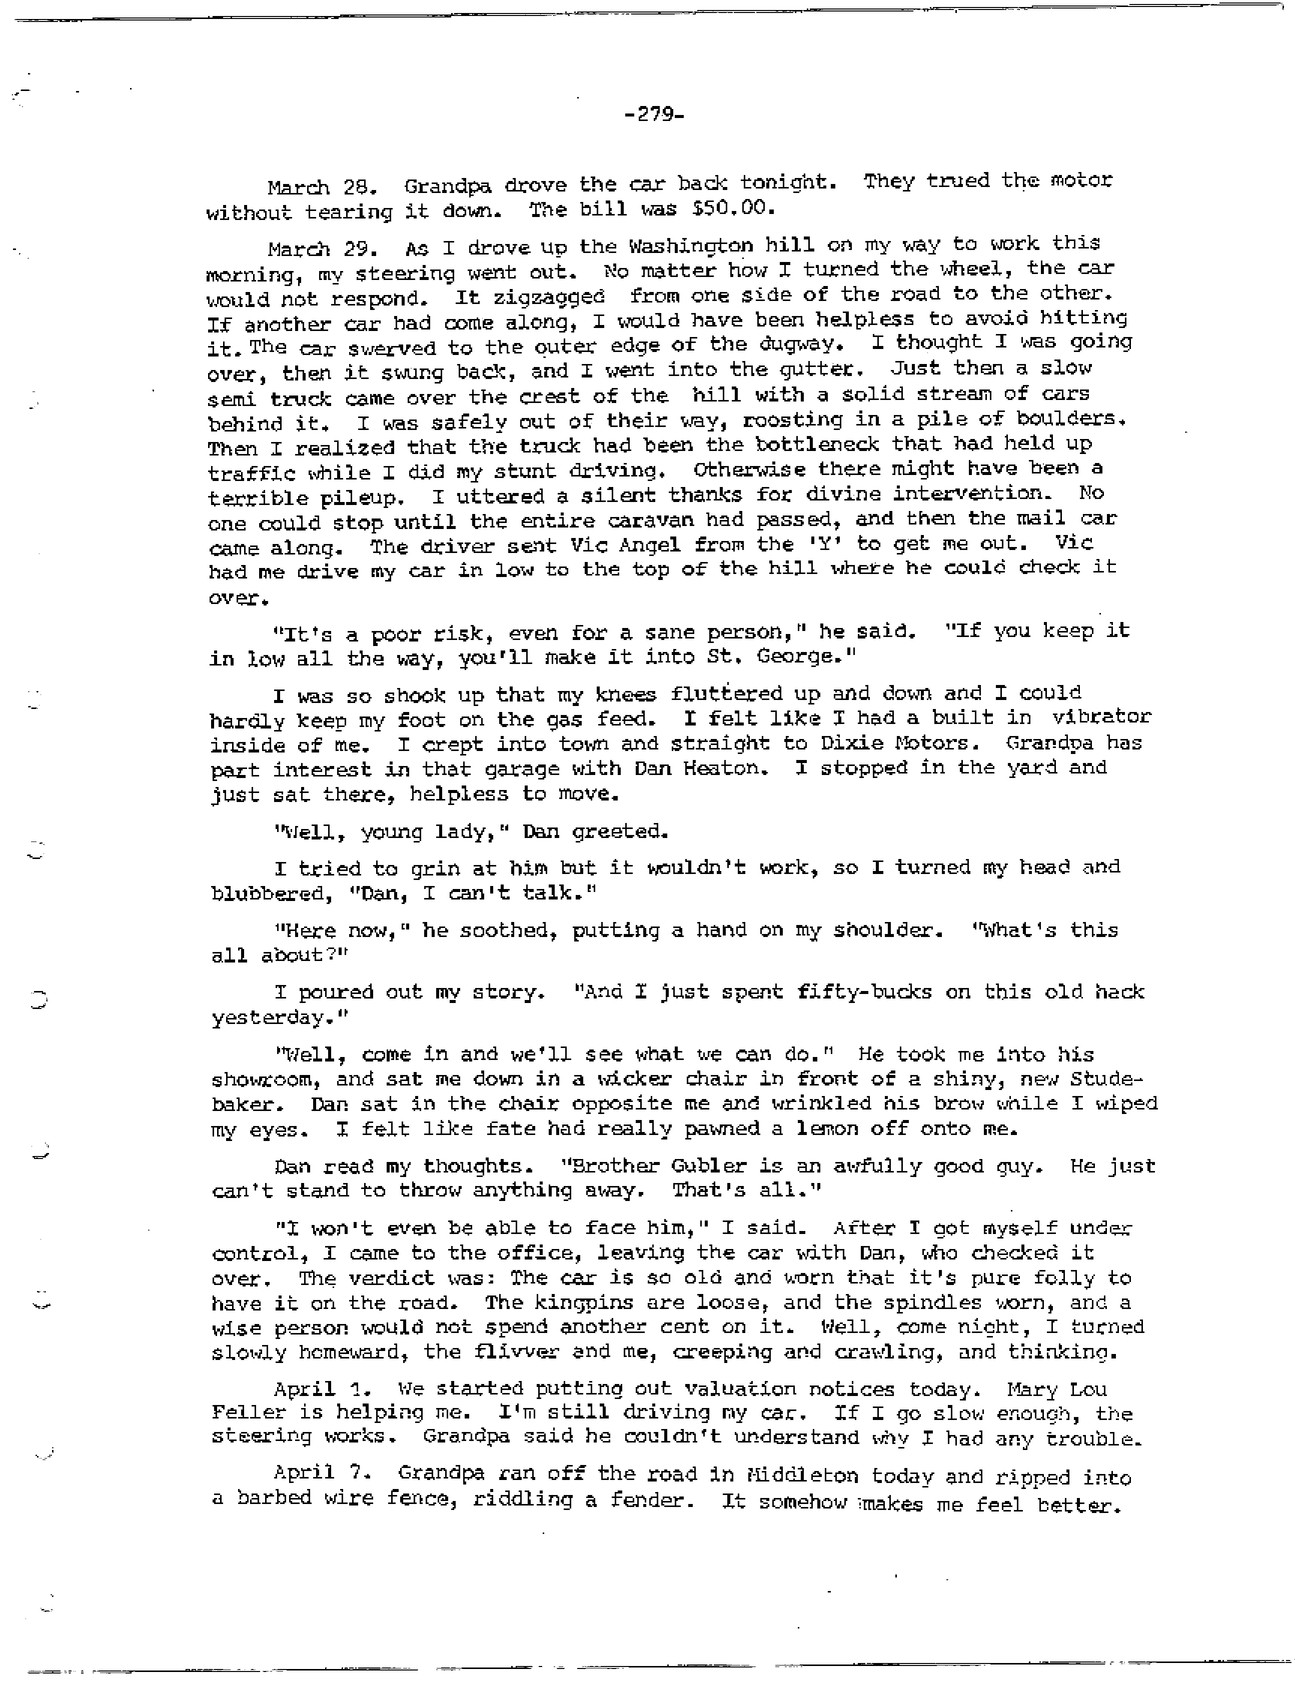 -279-
March 28. Grandpa drove the car back tonight. They trued the motor
without tearing it down. The bill was $50.00.
March 29. As I drove up the Washington hill on my way to work this
morning, my steering went out. No matter how I turned the wheel, the car
would not respond. It zigzagged from one side of the road to the other.
If another car had come along, I would have been helpless to avoid hitting
it. The car swerved to the outer edge of the dugway. I thought I was going
over, then it swung back, and I went into the gutter. Just then a slow
semi truck came over the crest of the hill with a solid stream of cars
behind it. I was safely out of their way, roosting in a pile of boulders.
Then I realized that the truck had been the bottleneck that had held up
traffic while I did my stunt driving. Otherwise there might have been a
terrible pileup. I uttered a silent thanks for divine intervention. No
one could stop until the entire caravan had passed, and then the mail car
came along. The driver sent Vic Angel from the 'Y' to get me out. Vic
had me drive my car in low to the top of the hill where he could check it
over.
"It's a poor risk, even for a sane person," he said. "If you keep it
in low all the way, you'll make it into St. George."
I was so shook up that my knees fluttered up and down and I could
hardly keep my foot on the gas feed. I felt like I had a built in vibrator
inside of me. I crept into town and straight to Dixie Motors. Grandpa has
part interest in that garage with Dan Heaton. I stopped in the yard and
just sat there, helpless to move.
"Well, young lady," Dan greeted.
I tried to grin at him but it wouldn't work, so I turned my head and
blubbered, "Dan, I can't talk."
"Here now," he soothed, putting a hand on my shoulder. "What's this
all about?"
I poured out my story. "And I just spent fifty-bucks on this old hack
yesterday."
"Well, come in and we'll see what we can do." He took me into his
showroom, and sat me down in a wicker chair in front of a shiny, new Stude-
baker. Dan sat in the chair opposite me and wrinkled his brow while I wiped
my eyes. I felt like fate had really pawned a lemon off onto me.
Dan read my thoughts. "Brother Gubler is an awfully good guy. He just
can't stand to throw anything away. That's all."
"I won't even be able to face him," I said. After I got myself under
control, I came to the office, leaving the car with Dan, who checked it
over. The verdict was: The car is so old and worn that it's pure folly to
have it on the road. The kingpins are loose, and the spindles worn, and a
wise person would not spend another cent on it. Well, come night, I turned
slowly homeward, the flivver and me, creeping and crawling, and thinking.
April 1. We started putting out valuation notices today. Mary Lou
Feller is helping me. I'm still driving my car. If I go slow enough, the
steering works. Grandpa said he couldn't understand why I had any trouble.
April 7. Grandpa ran off the road in Middleton today and ripped into
a barbed wire fence, riddling a fender. It somehow makes me feel better.